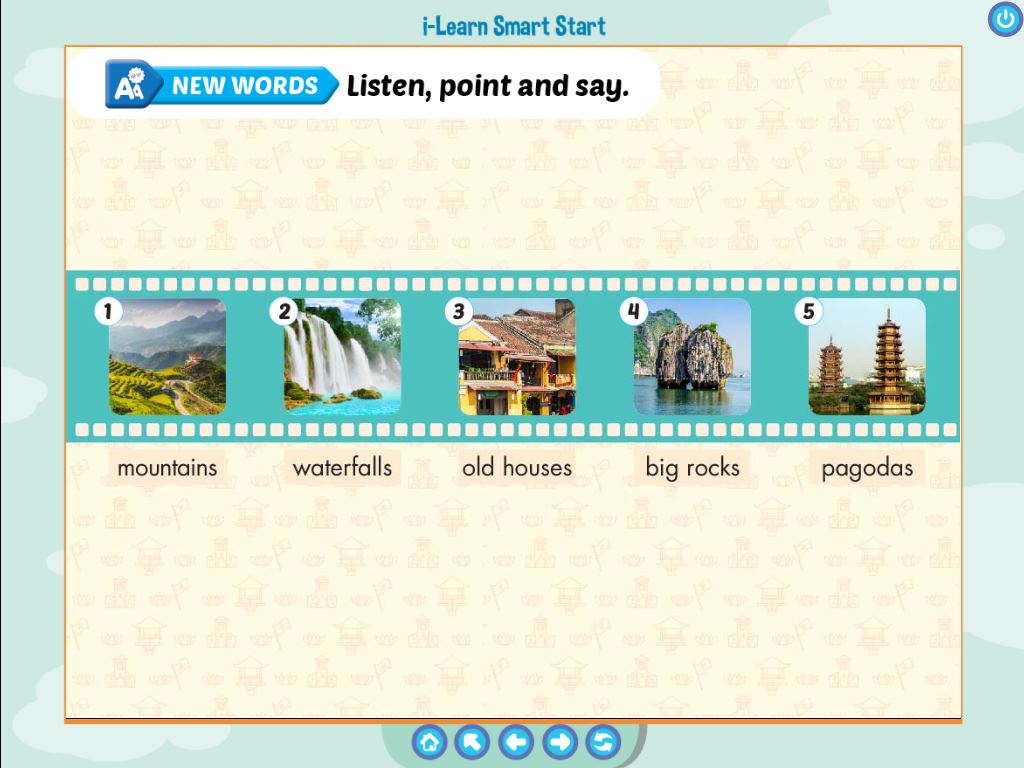 i-Learn Smart Start
NEW WORDS Listen, point and say.
1
2
3
4
5
mountains
waterfalls
old houses
big rocks
pagodas